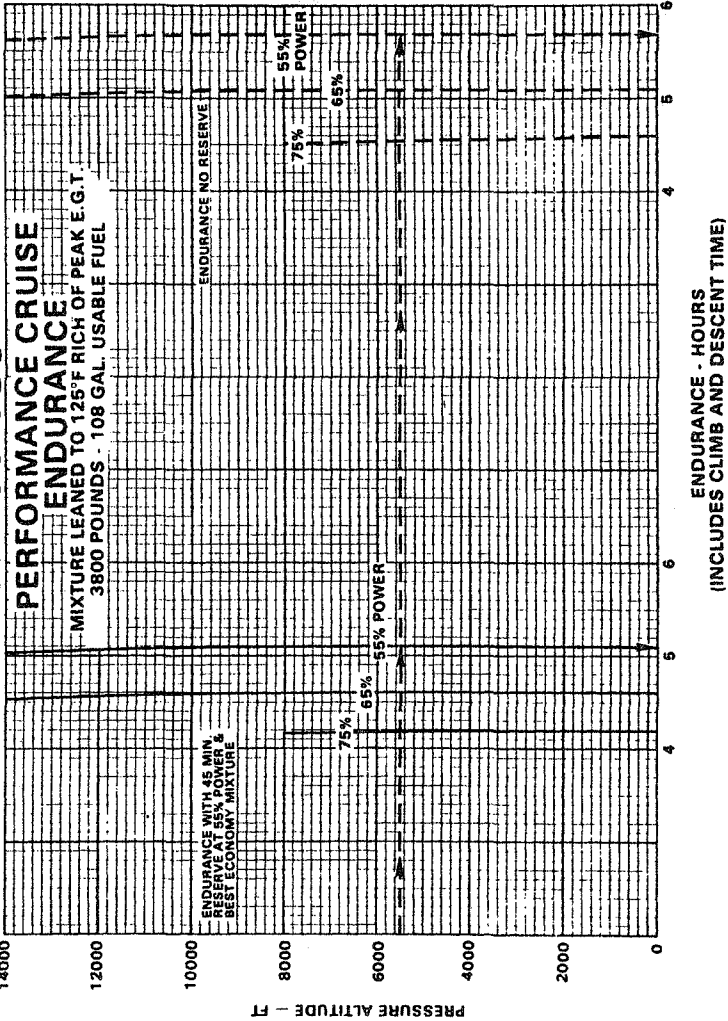 PERFORMANCE CRUISE
ENDURANCE
MIXTURE LEANED TO 125°F RICH OF PEAK E.G.T.
3800 POUNDS - 108 GAL. USABLE FUEL
ENDURANCE WITH 45 MIN.
RESERVE AT 55% POWER &
BEST ECONOMY MIXTURE
ENDURANCE NO RESERVE
75%
65%
55% POWER
75%
65%
55%
POWER
PRESSURE ALTITUDE – FT
14000
12000
10000
8000
6000
4000
2000
0
4
5
6
4
5
6
ENDURANCE - HOURS
(INCLUDES CLIMB AND DESCENT TIME)